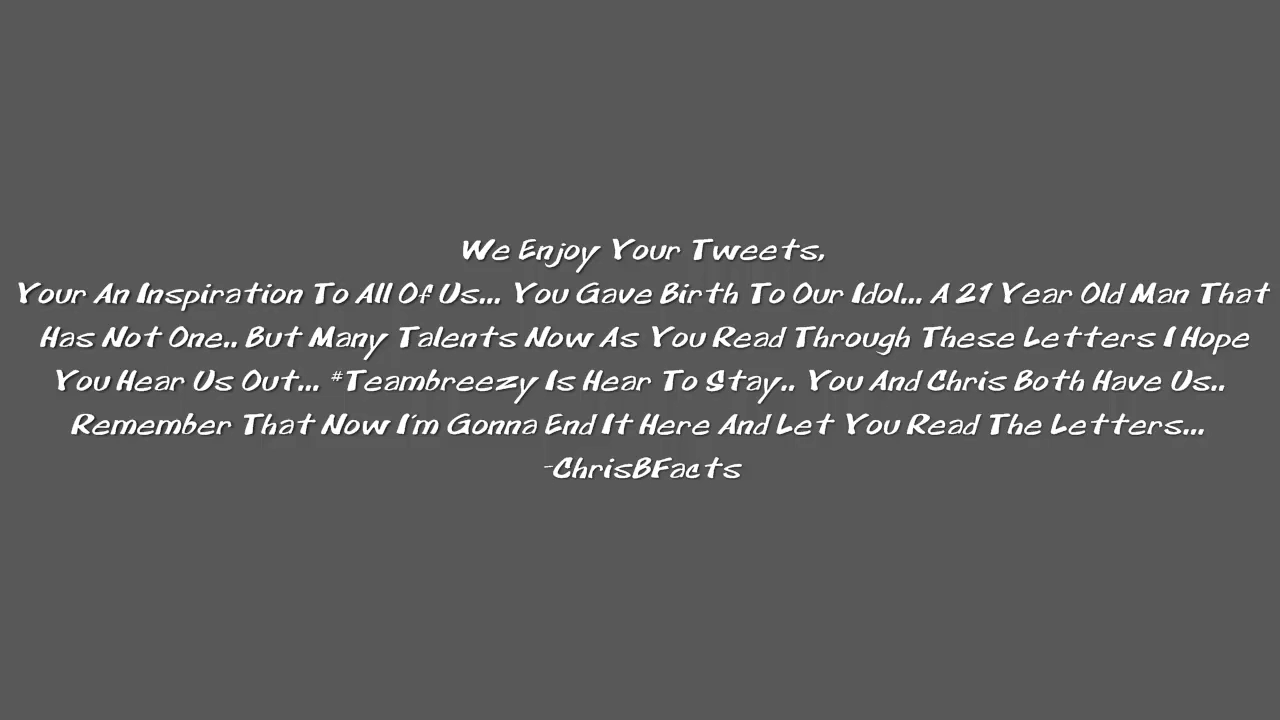 We Enjoy Your Tweets,
Your An Inspiration To All Of Us... You Gave Birth To Our Idol... A 21 Year Old Man That
Has Not One.. But Many Talents Now As You Read Through These Letters I Hope
You Hear Us Out... #Teambreezy Is Hear To Stay.. You And Chris Both Have Us..
Remember That Now I'm Gonna End It Here And Let You Read The Letters...
-ChrisBFacts